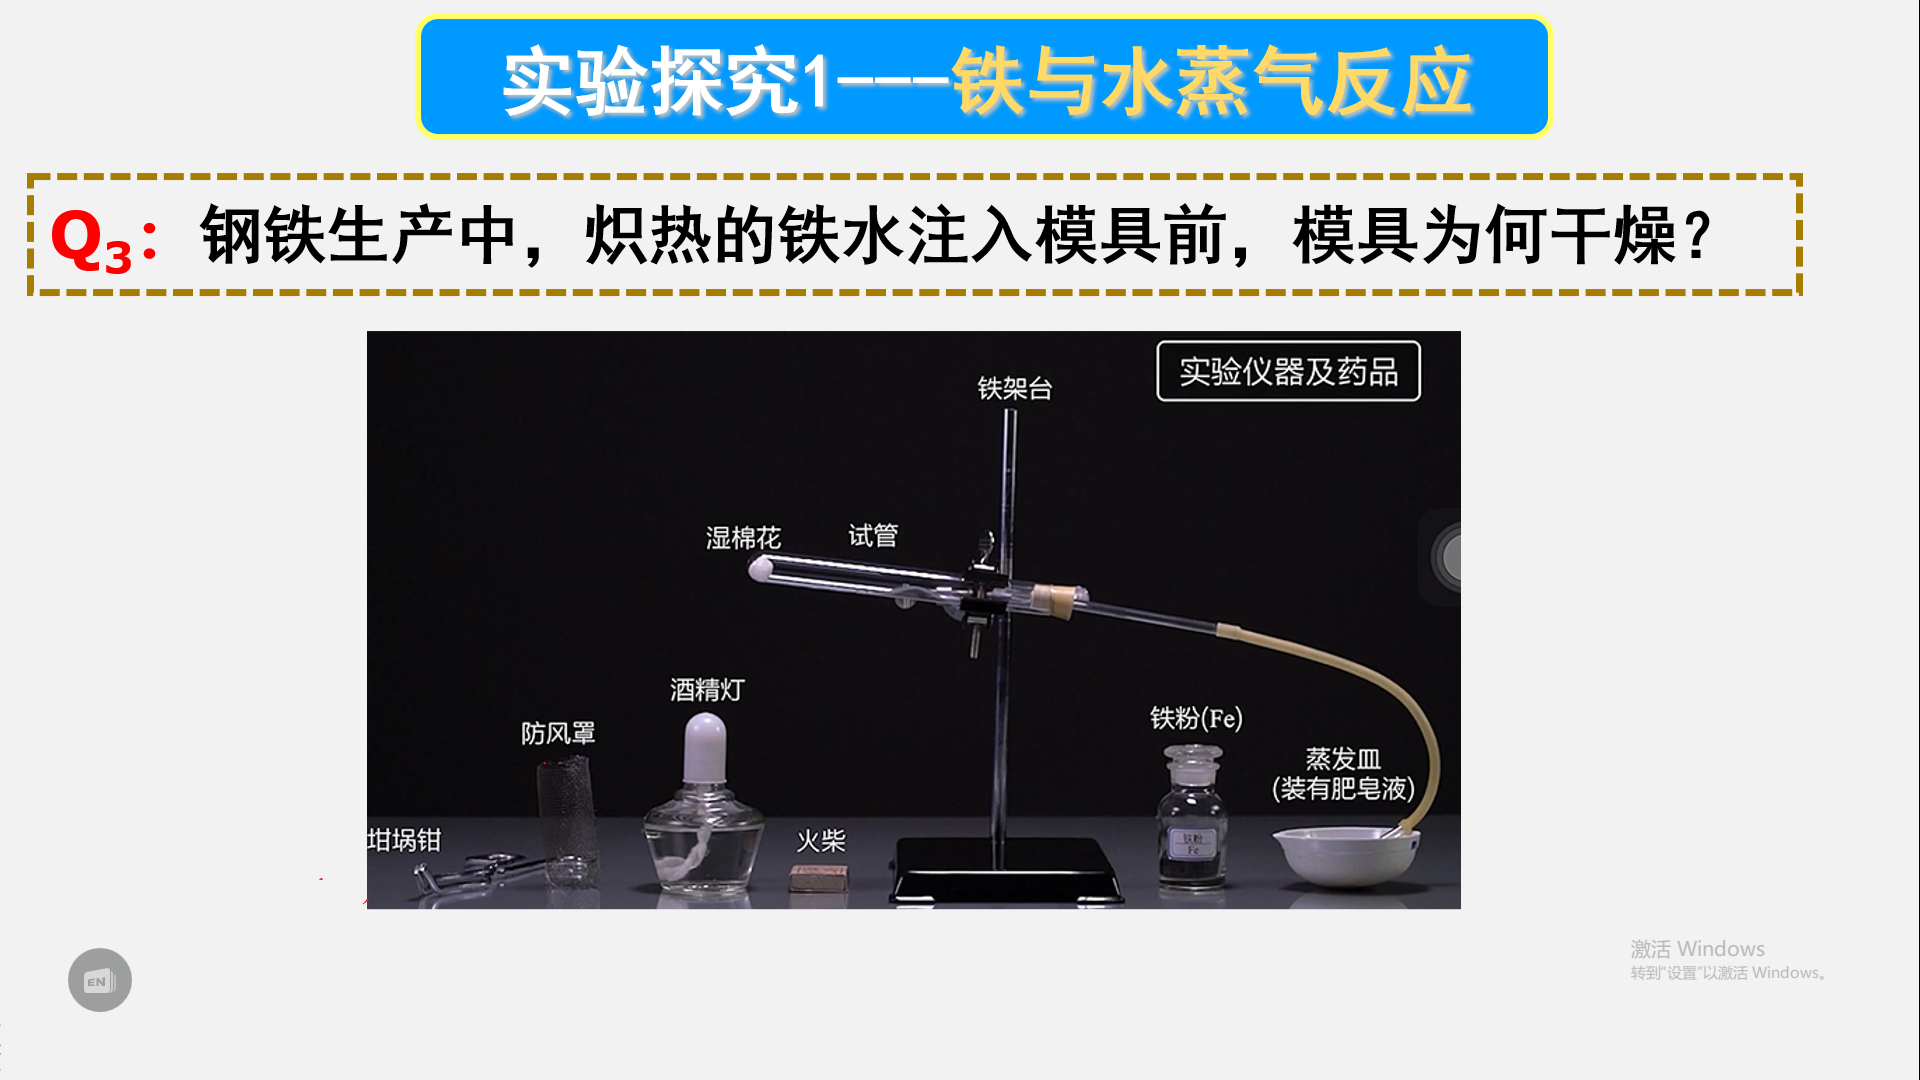 实验探究1---铁与水蒸气反应
Q₃：钢铁生产中，炽热的铁水注入模具前，模具为何干燥？
实验仪器及药品
铁架台
湿棉花
试管
酒精灯
防风罩
铁粉(Fe)
蒸发皿
(装有肥皂液)
坩埚钳
火柴
铁粉
Fe
EN
激活 Windows
转到“设置”以激活 Windows。